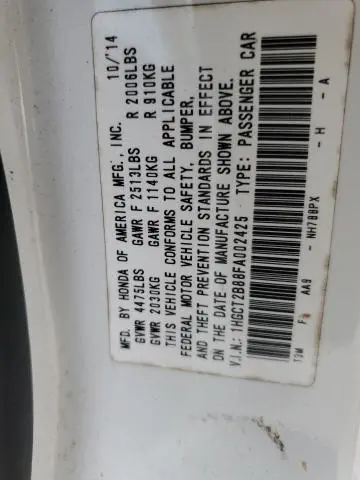 MFD. BY HONDA OF AMERICA MFG., INC. 10/'14
GVWR 4475LBS GAWR F 2513LBS R 2006LBS
GVWR 2030KG GAWR F 1140KG R 910KG
THIS VEHICLE CONFORMS TO ALL APPLICABLE
FEDERAL MOTOR VEHICLE SAFETY, BUMPER,
AND THEFT PREVENTION STANDARDS IN EFFECT
ON THE DATE OF MANUFACTURE SHOWN ABOVE.
V.I.N.: 1HGCT2B88FA002425 TYPE: PASSENGER CAR
T3M AA9 - NH788PX - H - A